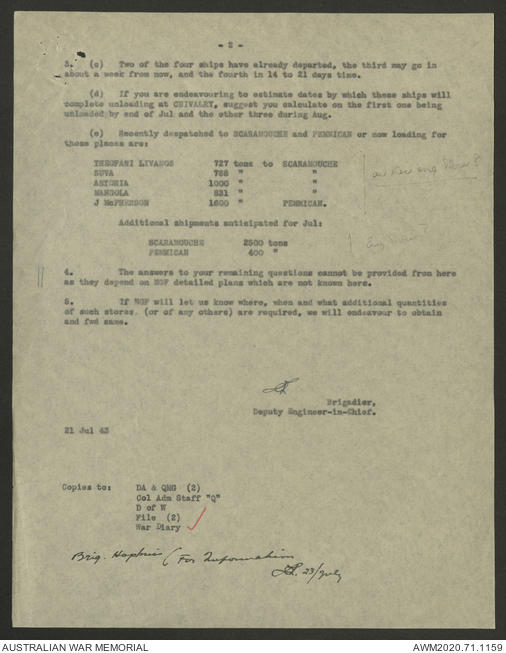 - 2 -
3. (c) Two of the four ships have already departed, the third may go in
about a week from now, and the fourth in 14 to 21 days time.
(d) If you are endeavouring to estimate dates by which these ships will
complete unloading at CHIVALRY, suggest you calculate on the first one being
unloaded by end of Jul and the other three during Aug.
(e) Recently despatched to SCARAMOUCHE and PEMMICAN or now loading for
those places are:
THEOFANI LIVANOS 727 tons to SCARAMOUCHE
SUVA 788 " "
ASTORIA 1000 " "
MANGOLA 831 " "
J McPHERSON 1600 " PEMMICAN.
Additional shipments anticipated for Jul:
SCARAMOUCHE 2500 tons
PEMMICAN 400 "
4. The answers to your remaining questions cannot be provided from here
as they depend on NGF detailed plans which are not known here.
5. If NGF will let us know where, when and what additional quantities
of such stores. (or of any others) are required, we will endeavour to obtain
and fwd same.
Brigadier,
Deputy Engineer-in-Chief.
21 Jul 43
Copies to: DA & QMG (2)
Col Adm Staff "Q"
D of W
File (2)
War Diary
Brig. Hopkins (For Information
23/July
AUSTRALIAN WAR MEMORIAL AWM2020.71.1159